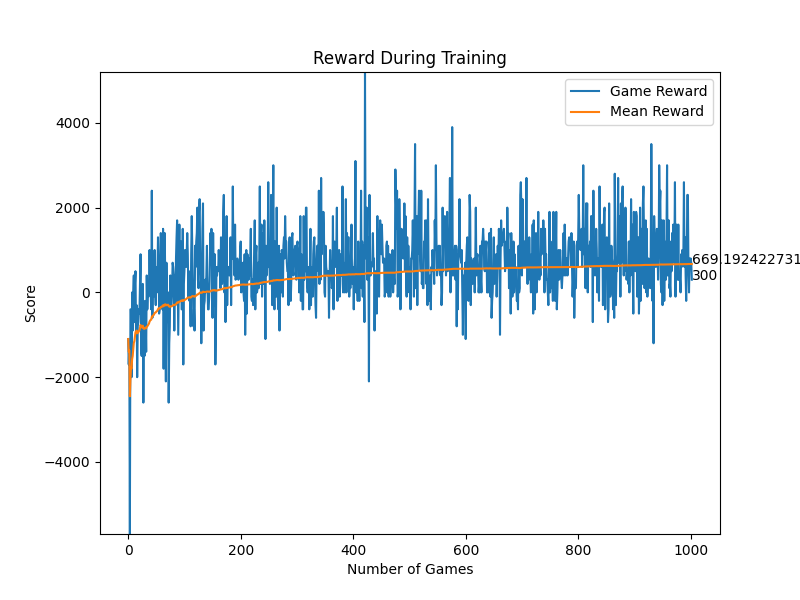 Reward During Training
Game Reward
Mean Reward
4000
2000
0
−2000
−4000
Score
669.192422731
300
0
200
400
600
800
1000
Number of Games